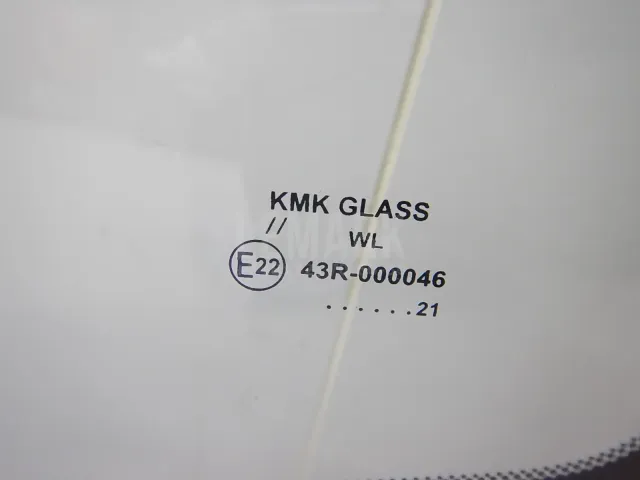 KMK GLASS
// WL
E22 43R-000046
......21